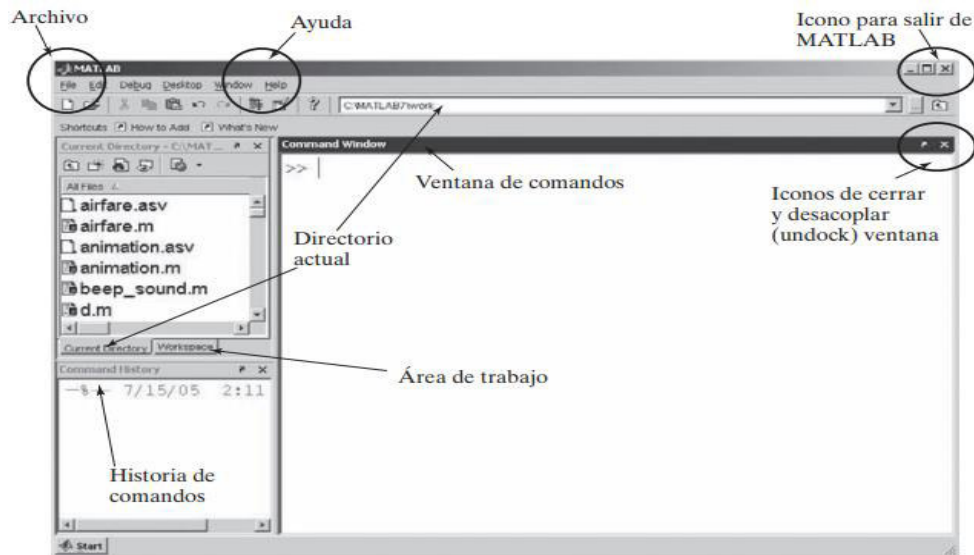 Archivo
Ayuda
Icono para salir de
MATLAB
MATLAB
File Edit Debug Desktop Window Help
C:\MATLAB7\work
Shortcuts How to Add What's New
Current Directory - C:\MAT...
Command Window
All Files
>>
Ventana de comandos
Iconos de cerrar
y desacoplar
(undock) ventana
airfare.asv
airfare.m
animation.asv
animation.m
beep_sound.m
d.m
Directorio
actual
Current Directory Workspace
Área de trabajo
Command History
--%-- 7/15/05 2:11
Historia de
comandos
Start